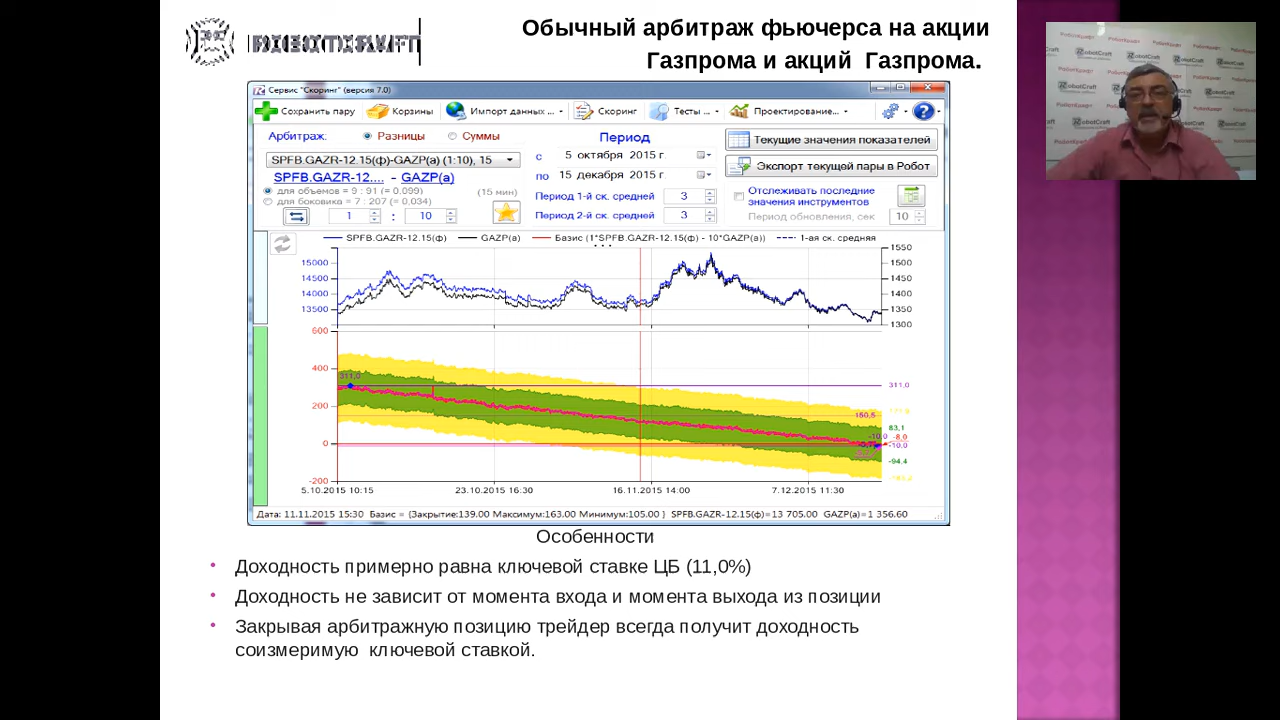 Обычный арбитраж фьючерса на акции
Газпрома и акций Газпрома.
Сервис "Скоринг" (версия 7.0)
Сохранить пару Корзины Импорт данных ... Скоринг Тесты ... Проектирование...
Арбитраж: Разницы Суммы
SPFB.GAZR-12.15(ф)-GAZP(а) (1:10), 15
SPFB.GAZR-12.... - GAZP(а)
для объемов = 9 : 91 (= 0.099)
для боковика = 7 : 207 (= 0,034)
(15 мин)
1 : 10
Период
с 5 октября 2015 г.
по 15 декабря 2015 г.
Период 1-й ск. средней 3
Период 2-й ск. средней 3
Текущие значения показателей
Экспорт текущей пары в Робот
Отслеживать последние
значения инструментов
Период обновления, сек 10
SPFB.GAZR-12.15(ф) GAZP(а) Базис (1*SPFB.GAZR-12.15(ф) - 10*GAZP(а)) 1-ая ск. средняя
15000
14500
14000
13500
1550
1500
1450
1400
1350
1300
600
400
200
0
-200
311,0
311,0
150,5
83,1
-10,0
-8,0
-10,0
-94,4
5.10.2015 10:15 23.10.2015 16:30 16.11.2015 14:00 7.12.2015 11:30
Дата: 11.11.2015 15:30 Базис = {Закрытие:139.00 Максимум:163.00 Минимум:105.00 } SPFB.GAZR-12.15(ф)=13 705.00 GAZP(а)=1 356.60
Особенности
• Доходность примерно равна ключевой ставке ЦБ (11,0%)
• Доходность не зависит от момента входа и момента выхода из позиции
• Закрывая арбитражную позицию трейдер всегда получит доходность
соизмеримую ключевой ставкой.